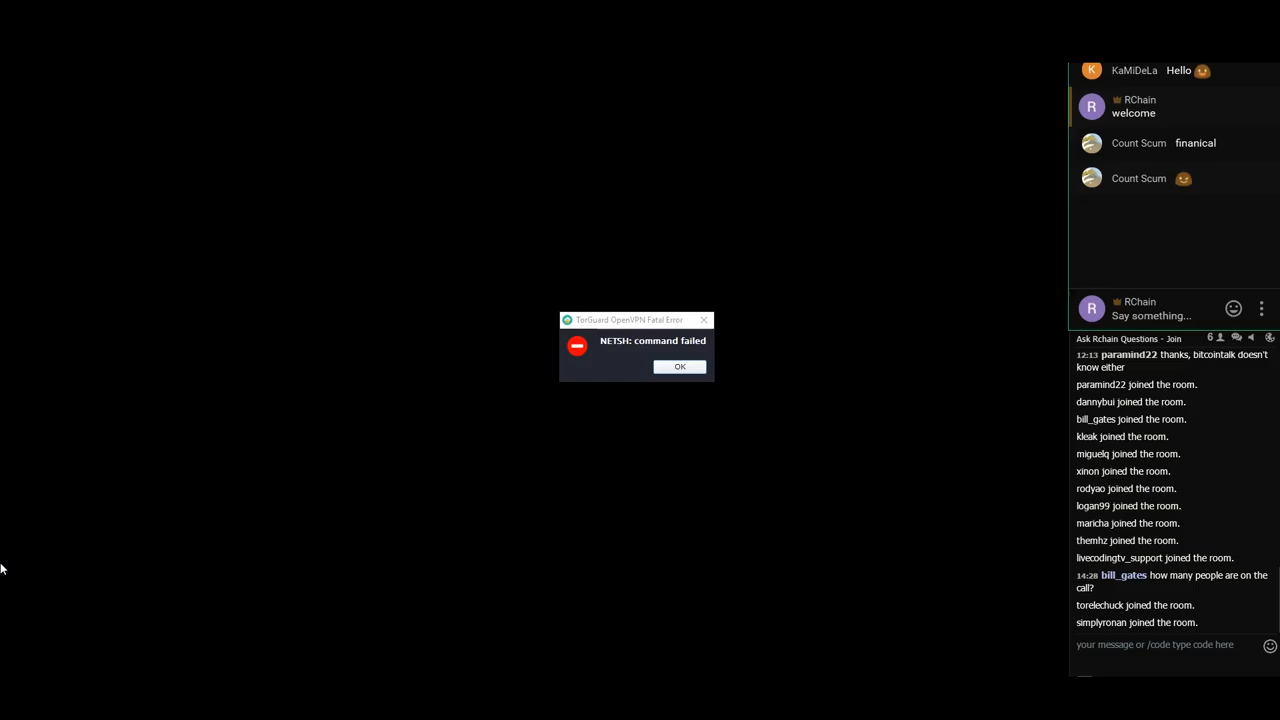 TorGuard OpenVPN Fatal Error
NETSH: command failed
OK
K
KaMiDeLa Hello
R
RChain
welcome
Count Scum finanical
Count Scum
R
RChain
Say something...
Ask Rchain Questions - Join 6
12:13 paramind22 thanks, bitcointalk doesn't
know either
paramind22 joined the room.
dannybui joined the room.
bill_gates joined the room.
kleak joined the room.
miguelq joined the room.
xinon joined the room.
rodyao joined the room.
logan99 joined the room.
maricha joined the room.
themhz joined the room.
livecodingtv_support joined the room.
14:28 bill_gates how many people are on the
call?
torelechuck joined the room.
simplyronan joined the room.
your message or /code type code here